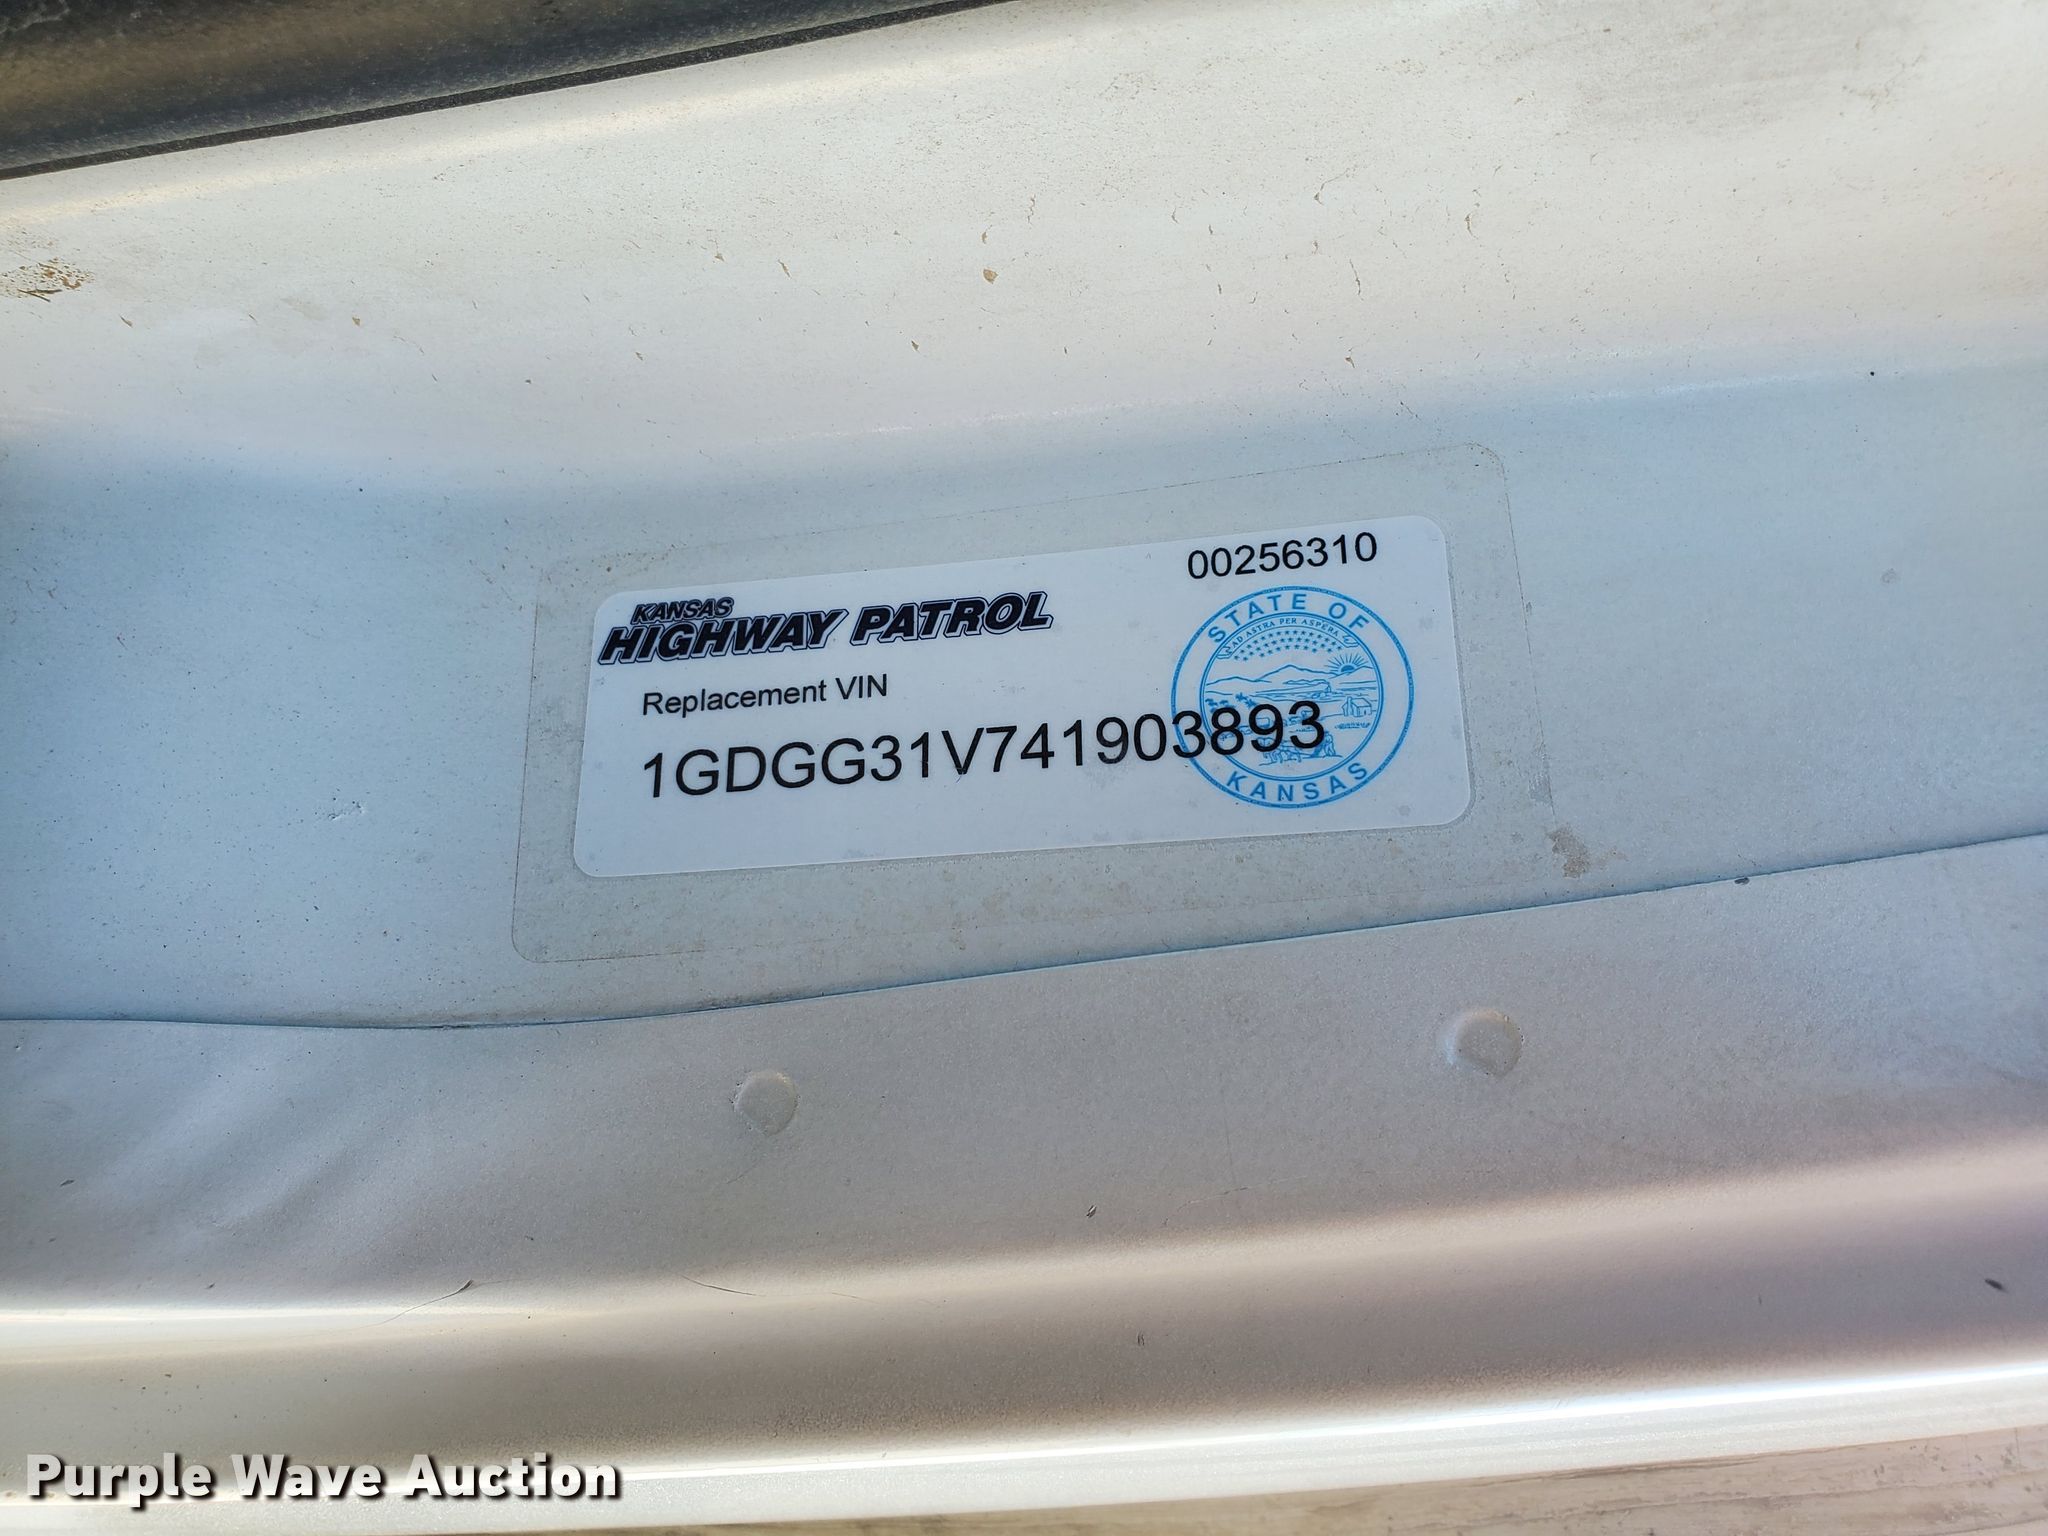 00256310
KANSAS
HIGHWAY PATROL
Replacement VIN
1GDGG31V741903893
STATE OF
AD ASTRA PER ASPERA
KANSAS
Purple Wave Auction